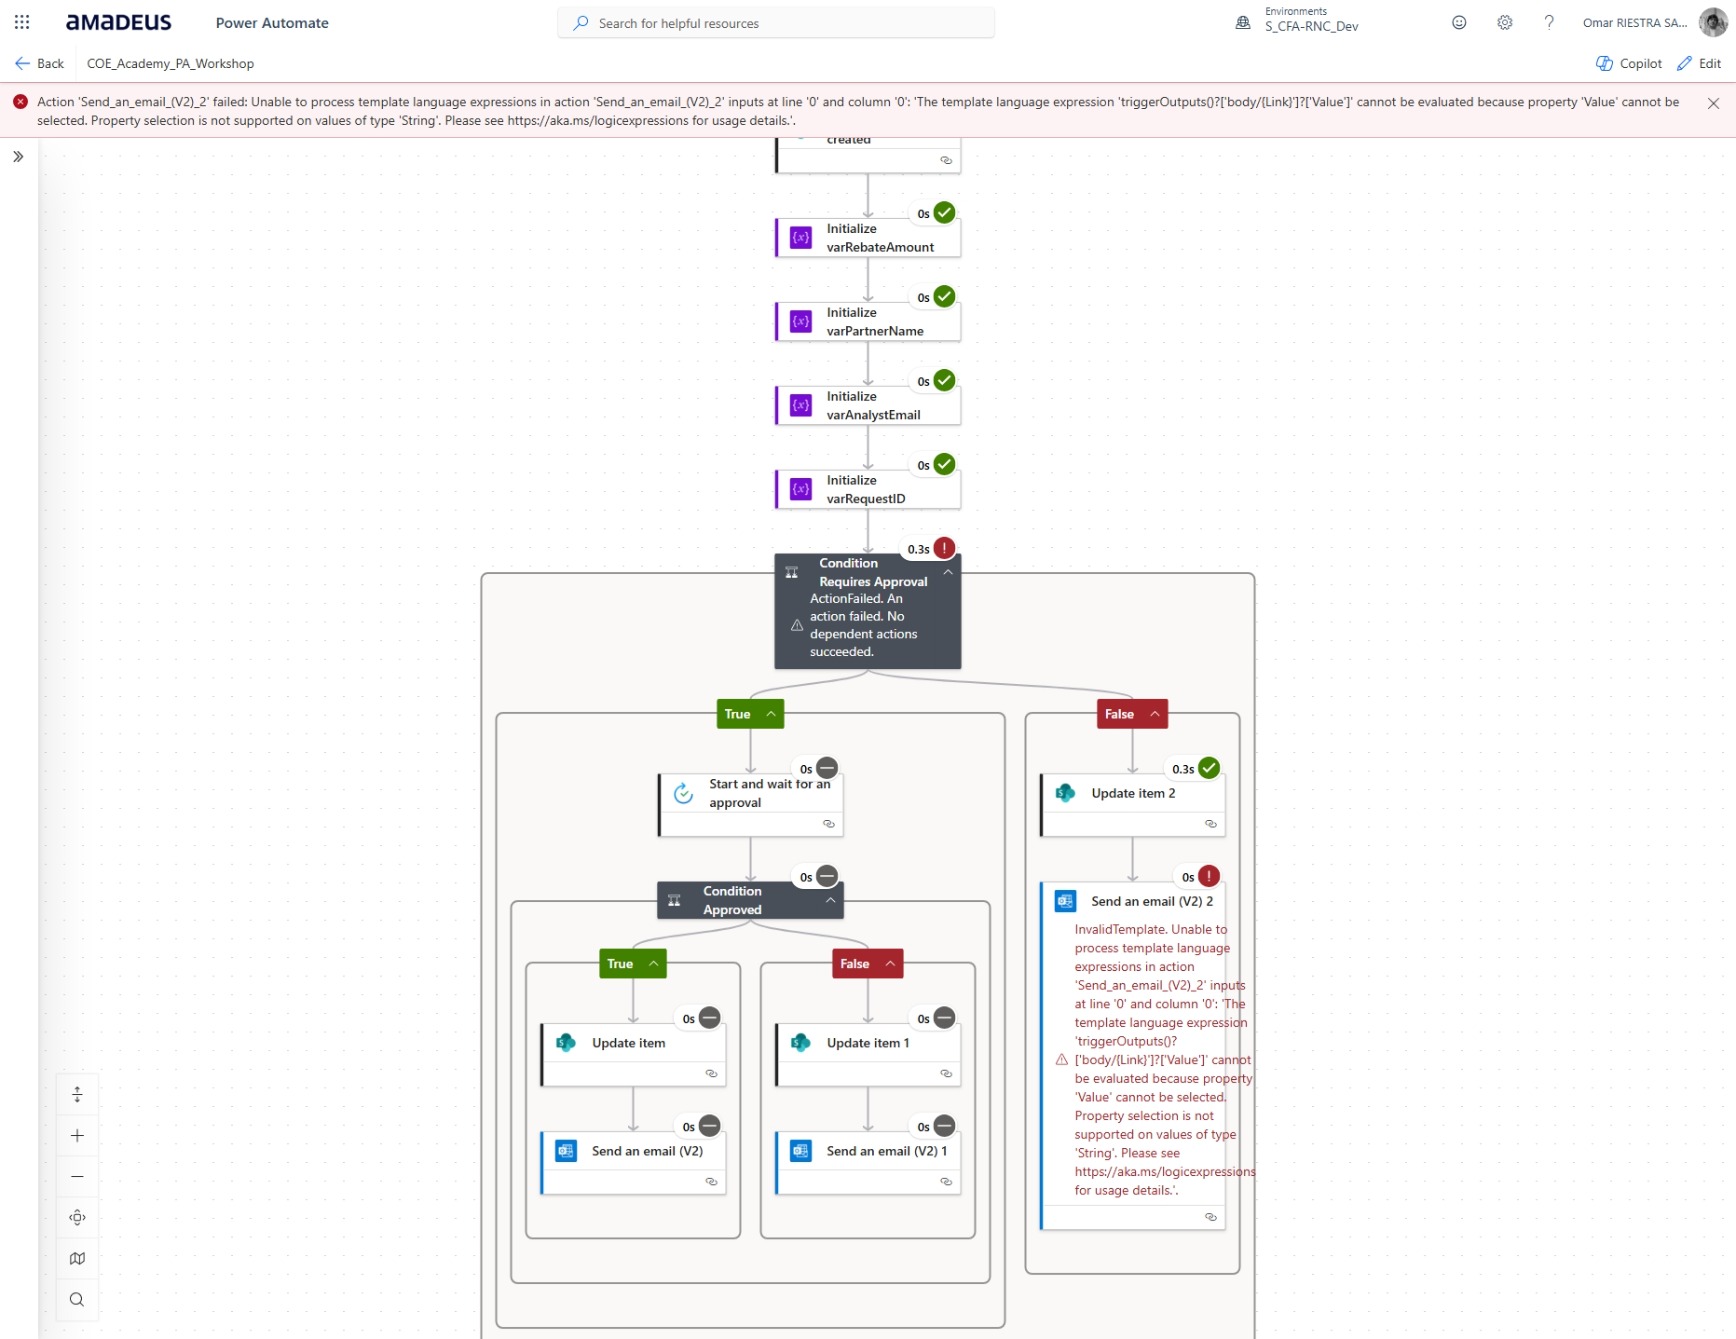 amadeus
Power Automate
Search for helpful resources
Environments
S_CFA-RNC_Dev
?
Omar RIESTRA SA...
Back
COE_Academy_PA_Workshop
Copilot
Edit
Action 'Send_an_email_(V2)_2' failed: Unable to process template language expressions in action 'Send_an_email_(V2)_2' inputs at line '0' and column '0': 'The template language expression 'triggerOutputs()?['body/{Link}']?['Value']' cannot be evaluated because property 'Value' cannot be
selected. Property selection is not supported on values of type 'String'. Please see https://aka.ms/logicexpressions for usage details.'.
created
0s
Initialize
varRebateAmount
0s
Initialize
varPartnerName
0s
Initialize
varAnalystEmail
0s
Initialize
varRequestID
0.3s
Condition
Requires Approval
ActionFailed. An
action failed. No
dependent actions
succeeded.
True
False
0s
Start and wait for an
approval
0.3s
Update item 2
0s
Condition
Approved
0s
Send an email (V2) 2
InvalidTemplate. Unable to
process template language
expressions in action
'Send_an_email_(V2)_2' inputs
at line '0' and column '0': 'The
template language expression
'triggerOutputs()?
['body/{Link}']?['Value']' cannot
be evaluated because property
'Value' cannot be selected.
Property selection is not
supported on values of type
'String'. Please see
https://aka.ms/logicexpressions
for usage details.'.
True
False
0s
Update item
0s
Update item 1
0s
Send an email (V2)
0s
Send an email (V2) 1